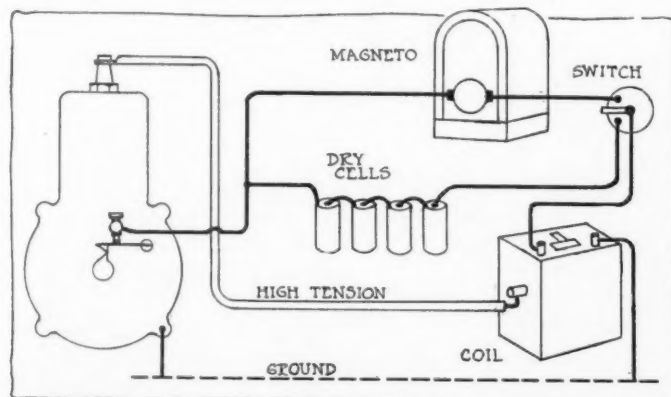 MAGNETO
SWITCH
DRY
CELLS
HIGH TENSION
COIL
GROUND